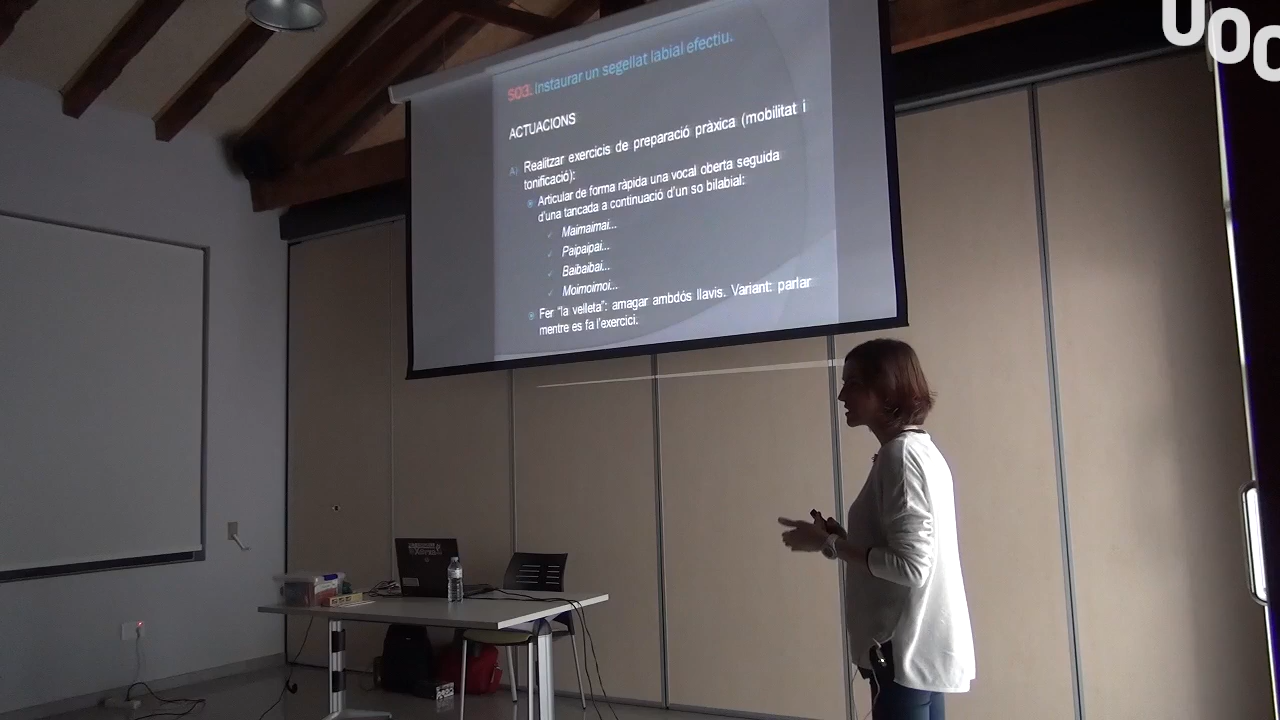 UOC
SO3. Instaurar un segellat labial efectiu.
ACTUACIONS
A) Realitzar exercicis de preparació pràxica (mobilitat i
tonificació):
Articular de forma ràpida una vocal oberta seguida
d'una tancada a continuació d'un so bilabial:
Maimaimai...
Paipaipai...
Baibaibai...
Moimoimoi...
Fer "la velleta": amagar ambdós llavis. Variant: parlar
mentre es fa l'exercici.